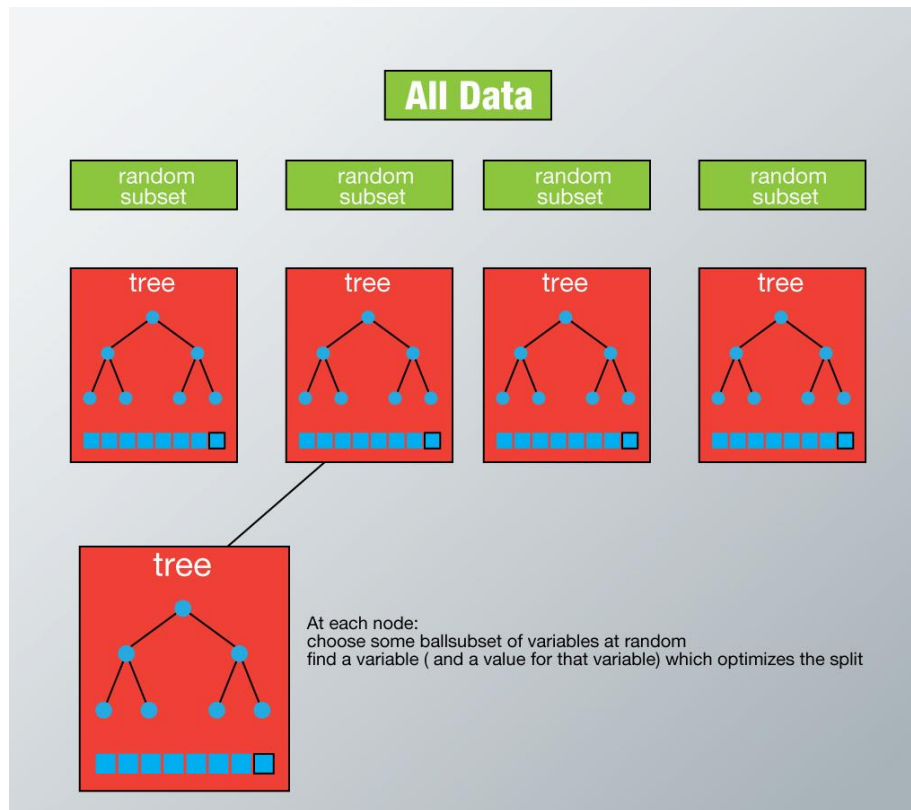 All Data
random
subset
random
subset
random
subset
random
subset
tree
tree
tree
tree
tree
At each node:
choose some ballsubset of variables at random
find a variable ( and a value for that variable) which optimizes the split